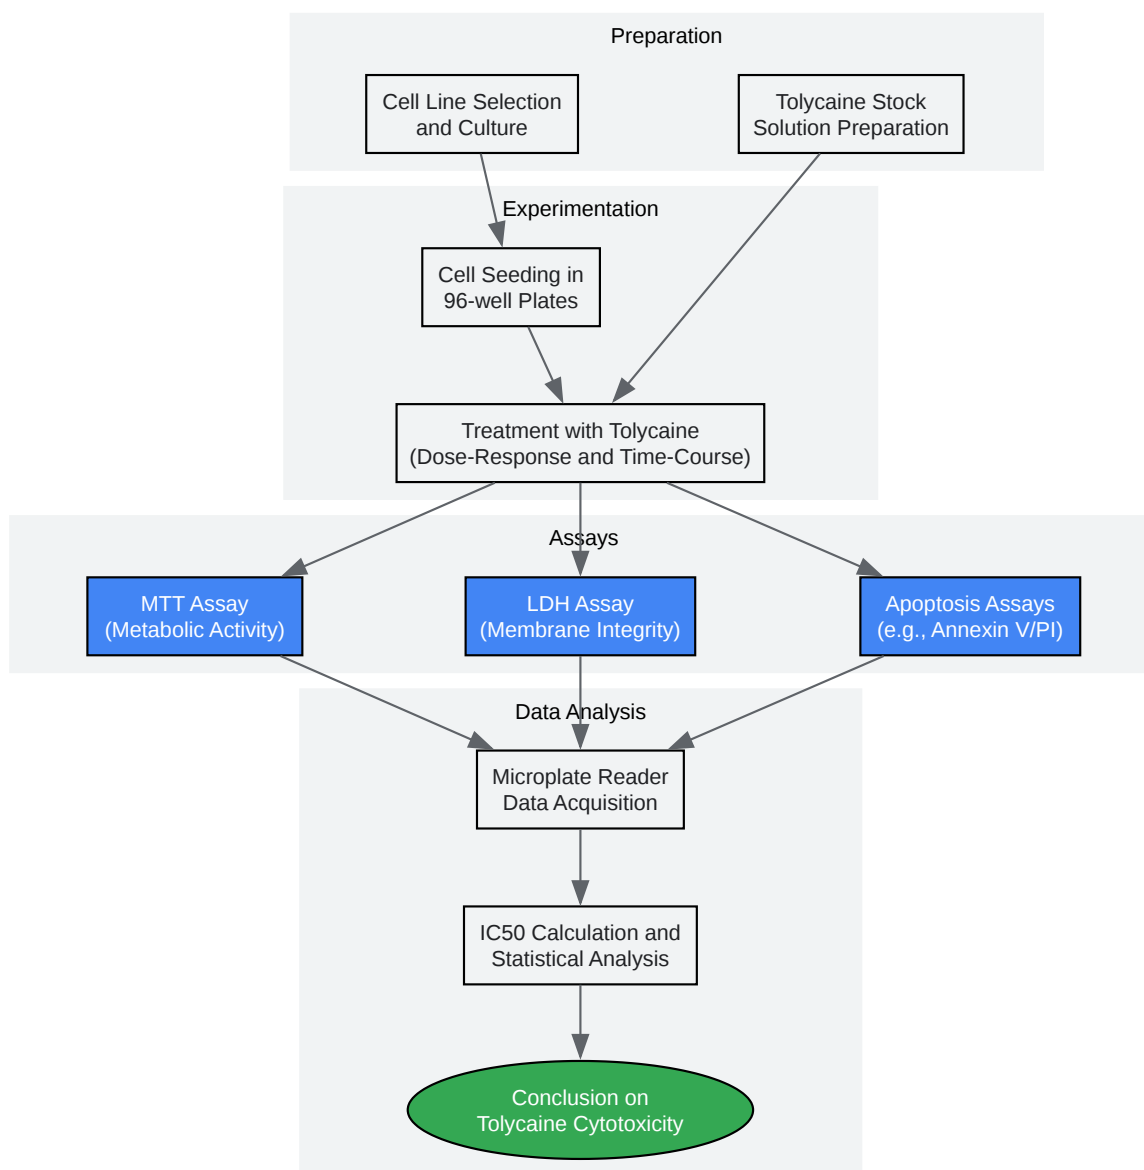 Preparation
Cell Line Selection
and Culture
Tolycaine Stock
Solution Preparation
Experimentation
Cell Seeding in
96-well Plates
Treatment with Tolycaine
(Dose-Response and Time-Course)
Assays
MTT Assay
(Metabolic Activity)
LDH Assay
(Membrane Integrity)
Apoptosis Assays
(e.g., Annexin V/PI)
Data Analysis
Microplate Reader
Data Acquisition
IC50 Calculation and
Statistical Analysis
Conclusion on
Tolycaine Cytotoxicity